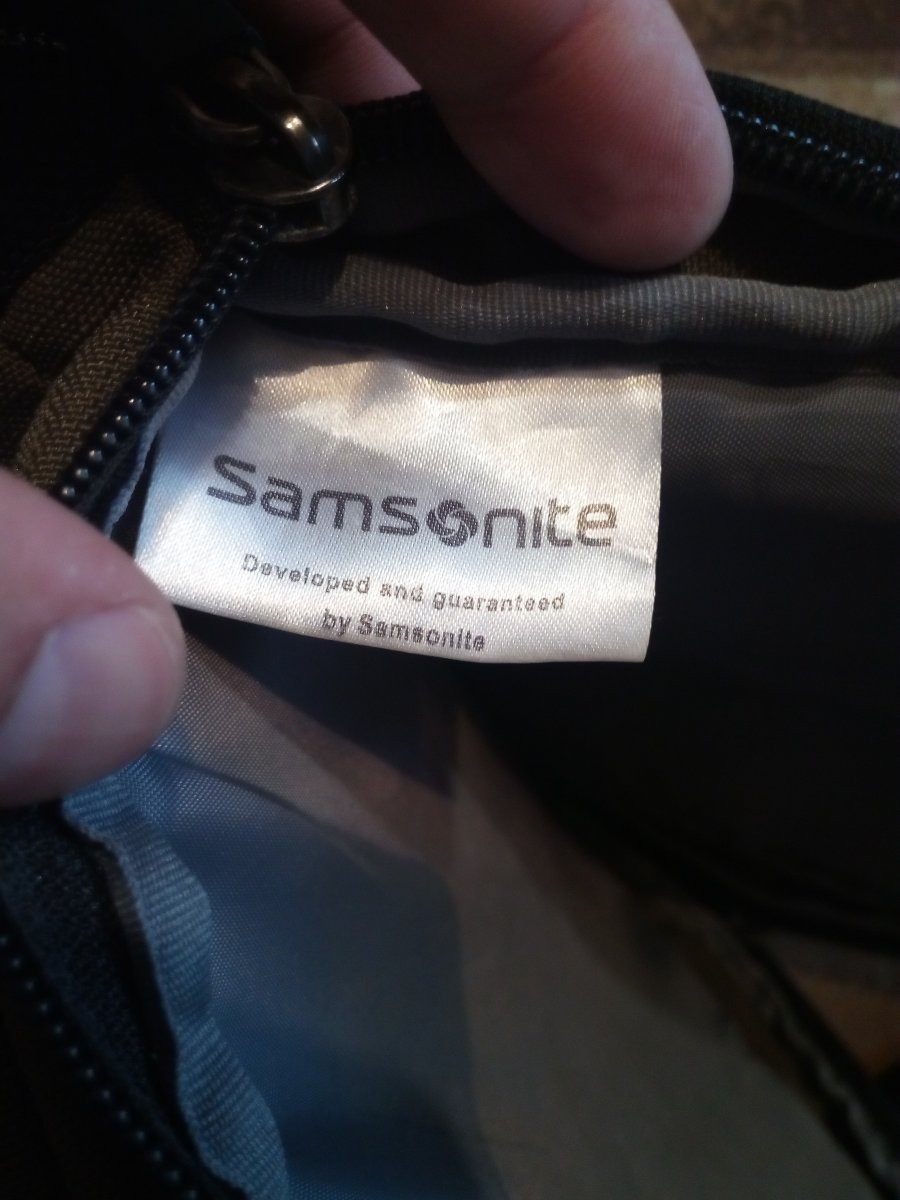 Samsonite
Developed and guaranteed
by Samsonite